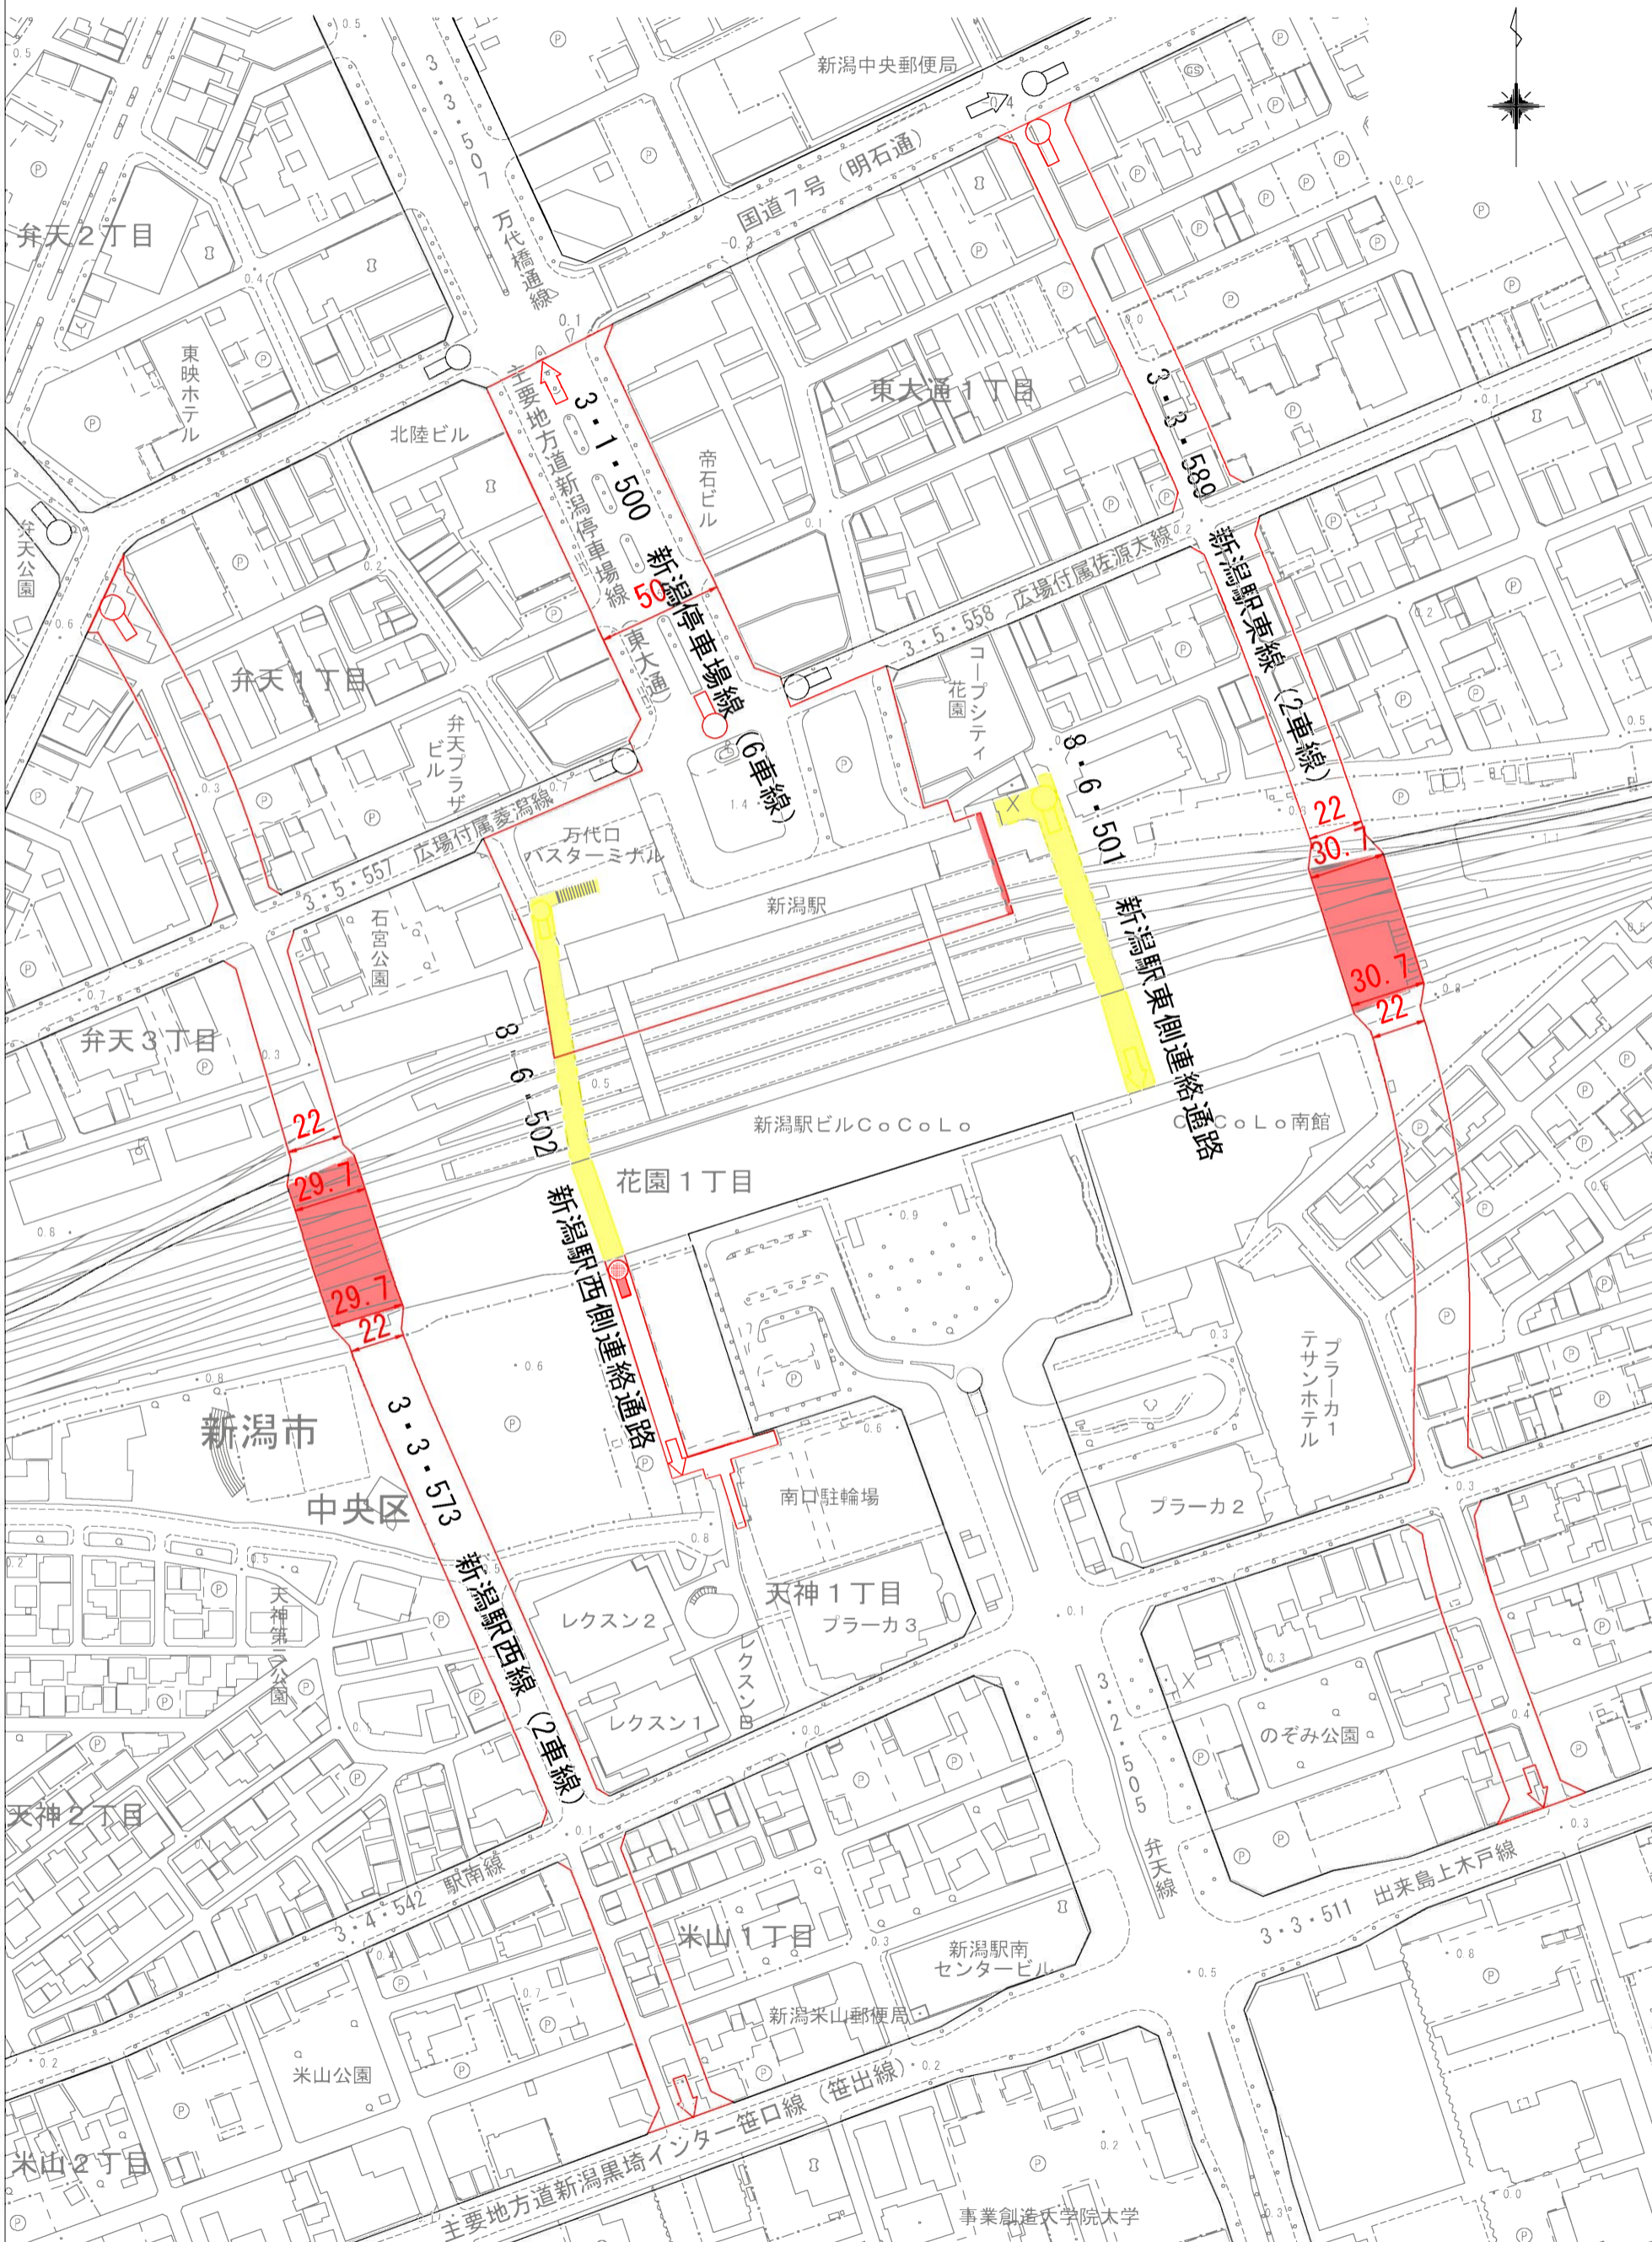 新潟中央郵便局
3・3・507 万代橋通線
国道7号（明石通）
弁天2丁目
東映ホテル
北陸ビル
主要地方道新潟停車場線（東大通）
3・1・500 新潟停車場線（6車線）
50
帝石ビル
東大通1丁目
3・3・589 新潟駅東線（2車線）
弁天公園
弁天1丁目
弁天プラザ
ビル
3・5・558 広場付属佐源太線
コープシティ
花園
3・5・557 広場付属菱潟線
万代口
バスターミナル
8・6・501 新潟駅東側連絡通路
22
30.7
30.7
22
石宮公園
新潟駅
弁天3丁目
8・6・502 新潟駅西側連絡通路
新潟駅ビルCoCoLo
CoCoLo南館
22
29.7
29.7
22
花園1丁目
新潟市
中央区
3・3・573 新潟駅西線（2車線）
プラーカ1
テサンホテル
南口駐輪場
プラーカ2
天神1丁目
プラーカ3
レクスン2
レクスン1
レクスンB
天神第二公園
3・2・505 弁天線
のぞみ公園
天神2丁目
3・4・542 駅南線
3・3・511 出来島上木戸線
米山1丁目
新潟駅南
センタービル
新潟米山郵便局
米山公園
米山2丁目
主要地方道新潟黒埼インター笹口線（笹出線）
事業創造大学院大学